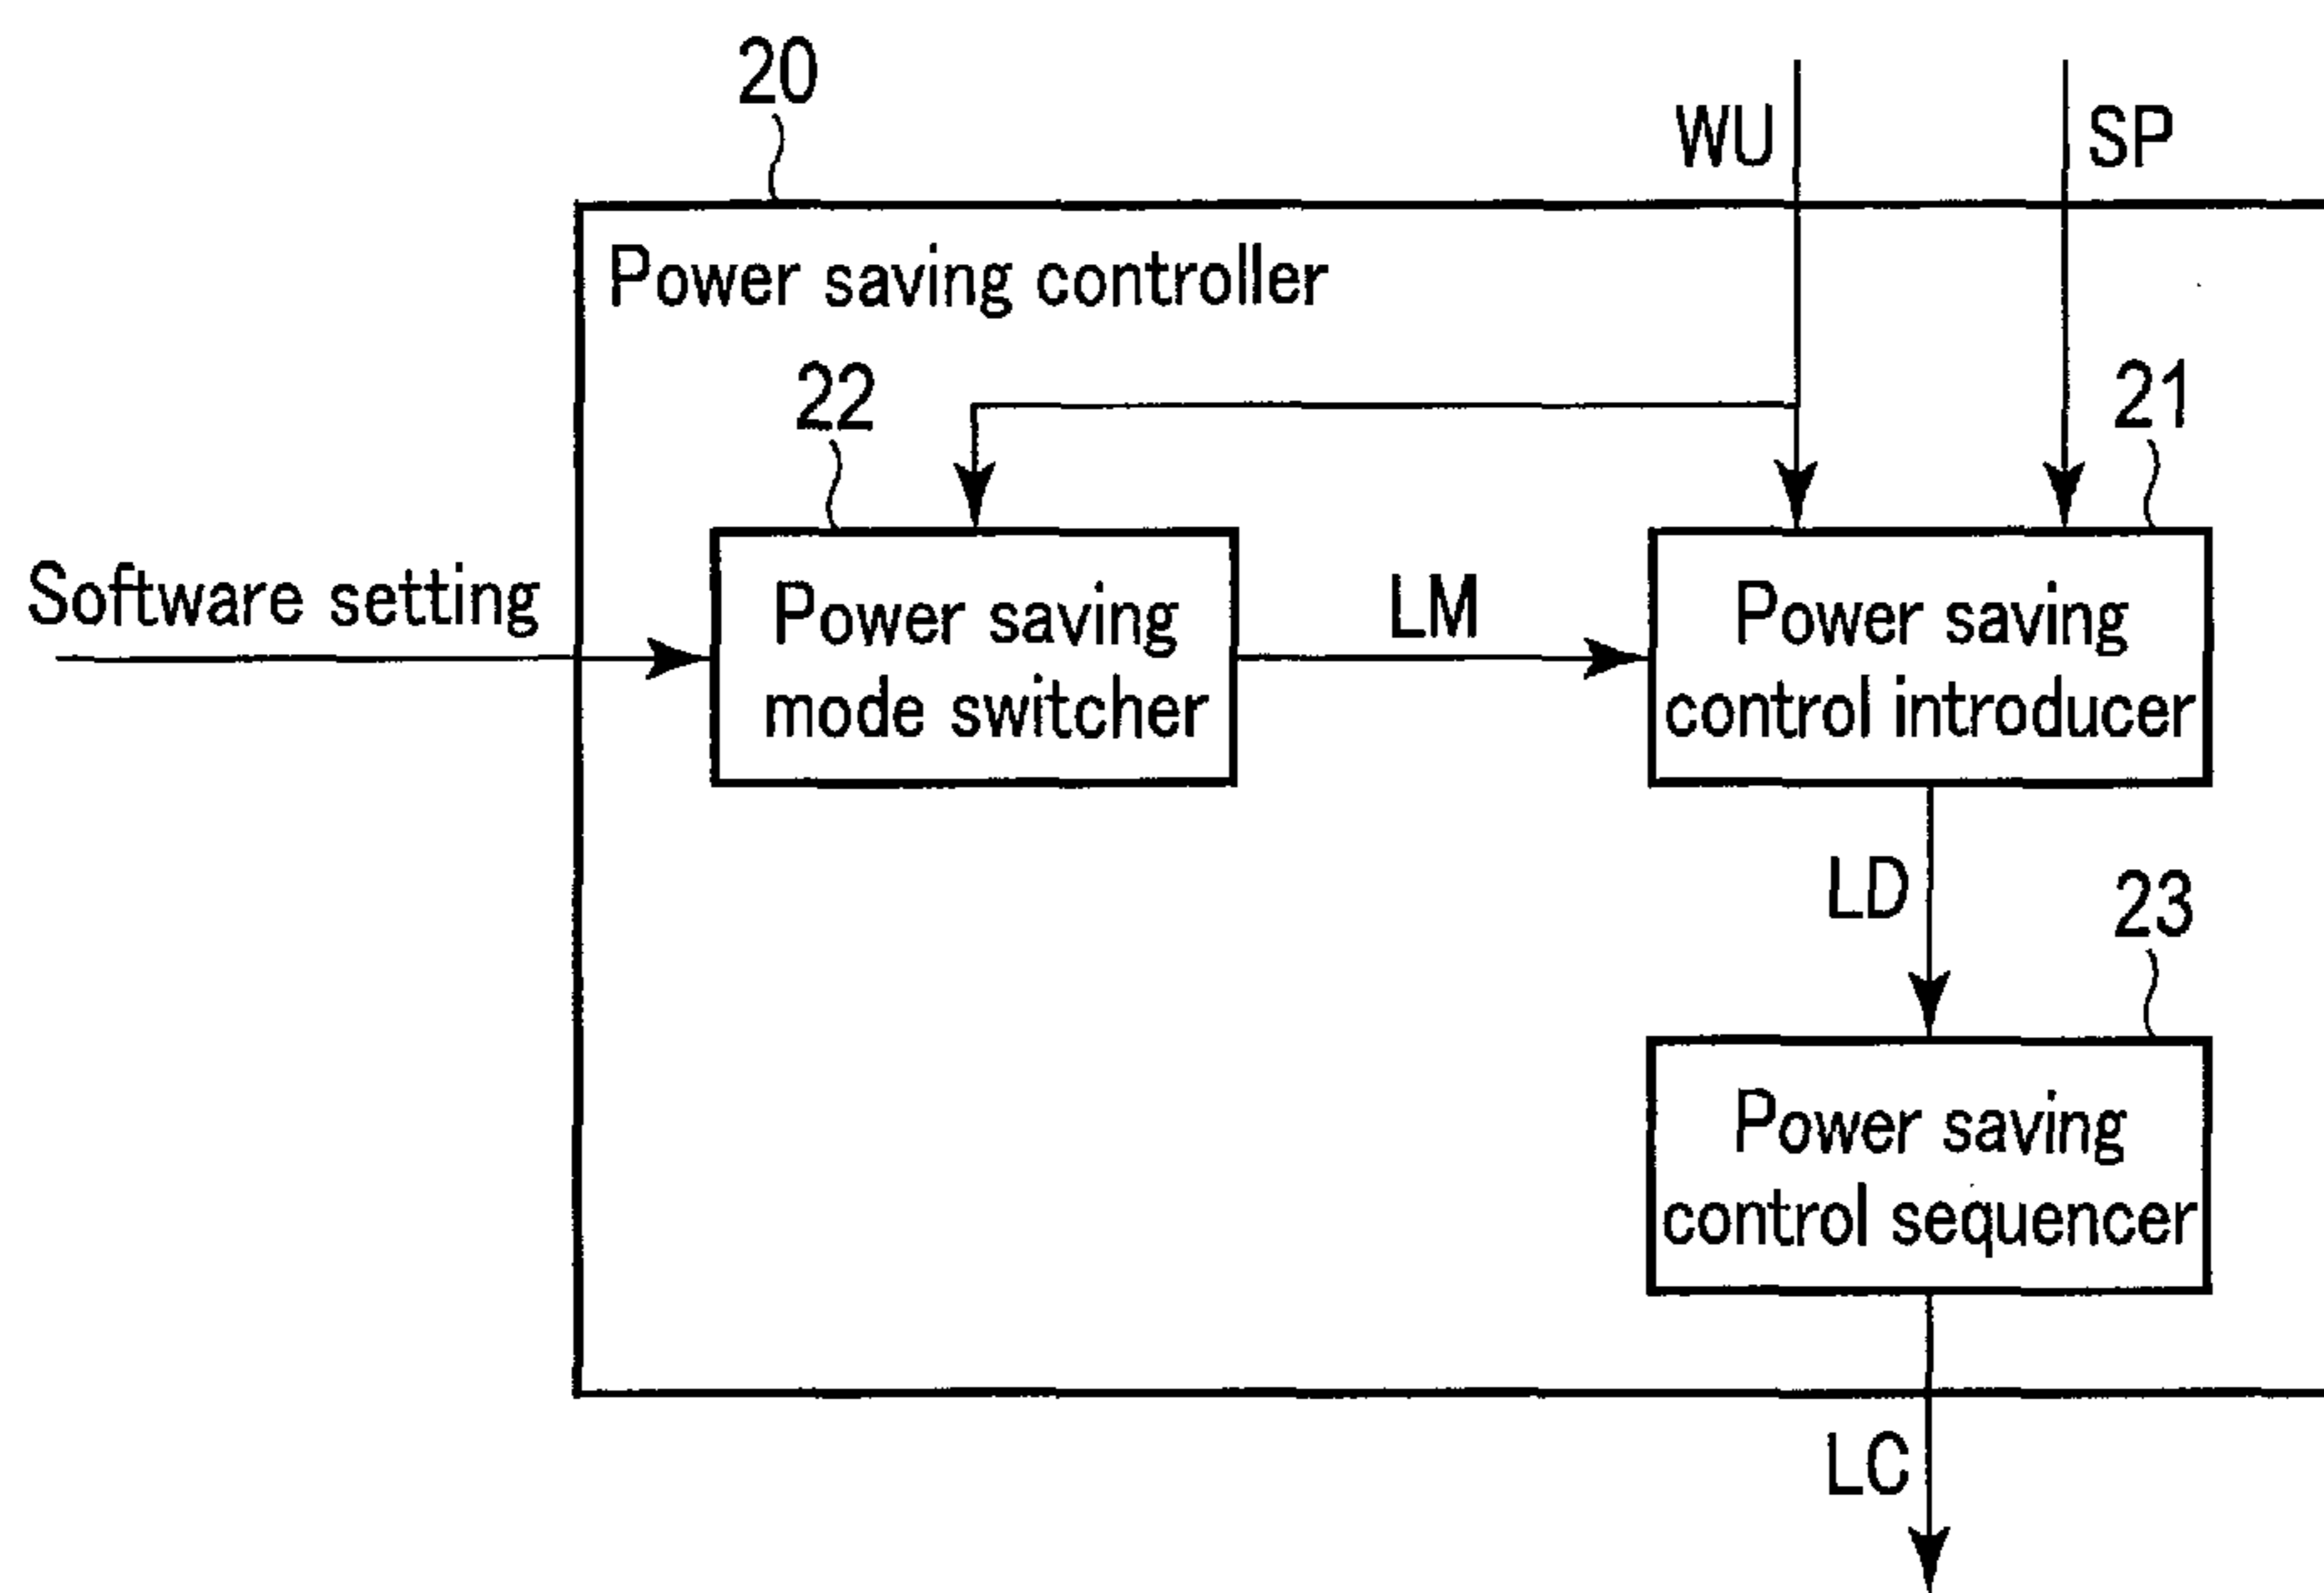 20
WU
SP
Power saving controller
22
21
Software setting
Power saving
mode switcher
LM
Power saving
control introducer
LD
23
Power saving
control sequencer
LC